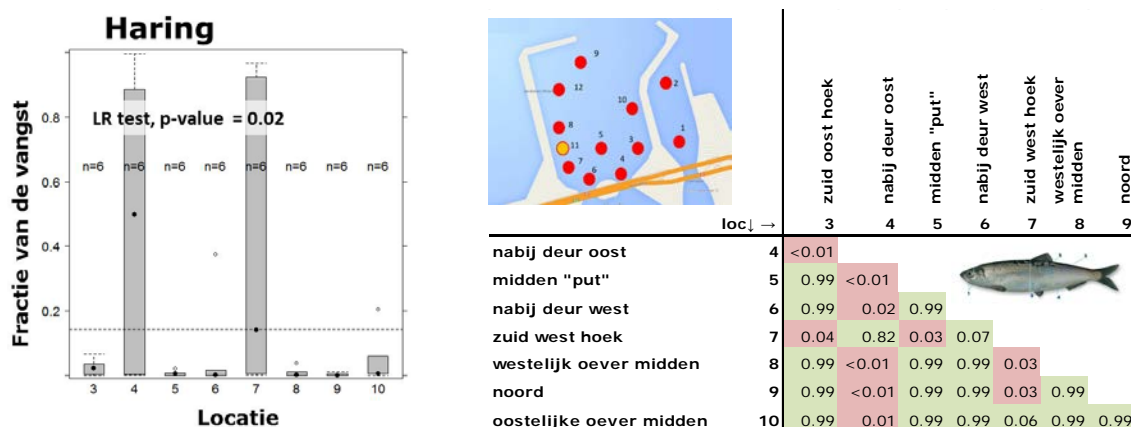 Haring
Fractie van de vangst
0.8
0.6
0.4
0.2
LR test, p-value = 0.02
n=6 n=6 n=6 n=6 n=6 n=6 n=6 n=6
3 4 5 6 7 8 9 10
Locatie
9
2
12
10
8
1
5
3
11
7
4
6
zuid oost hoek
nabij deur oost
midden "put"
nabij deur west
zuid west hoek
westelijk oever
midden
noord
loc↓ → 3 4 5 6 7 8 9
nabij deur oost 4 <0.01
midden "put" 5 0.99 <0.01
nabij deur west 6 0.99 0.02 0.99
zuid west hoek 7 0.04 0.82 0.03 0.07
westelijk oever midden 8 0.99 <0.01 0.99 0.99 0.03
noord 9 0.99 <0.01 0.99 0.99 0.03 0.99
oostelijke oever midden 10 0.99 0.01 0.99 0.99 0.06 0.99 0.99